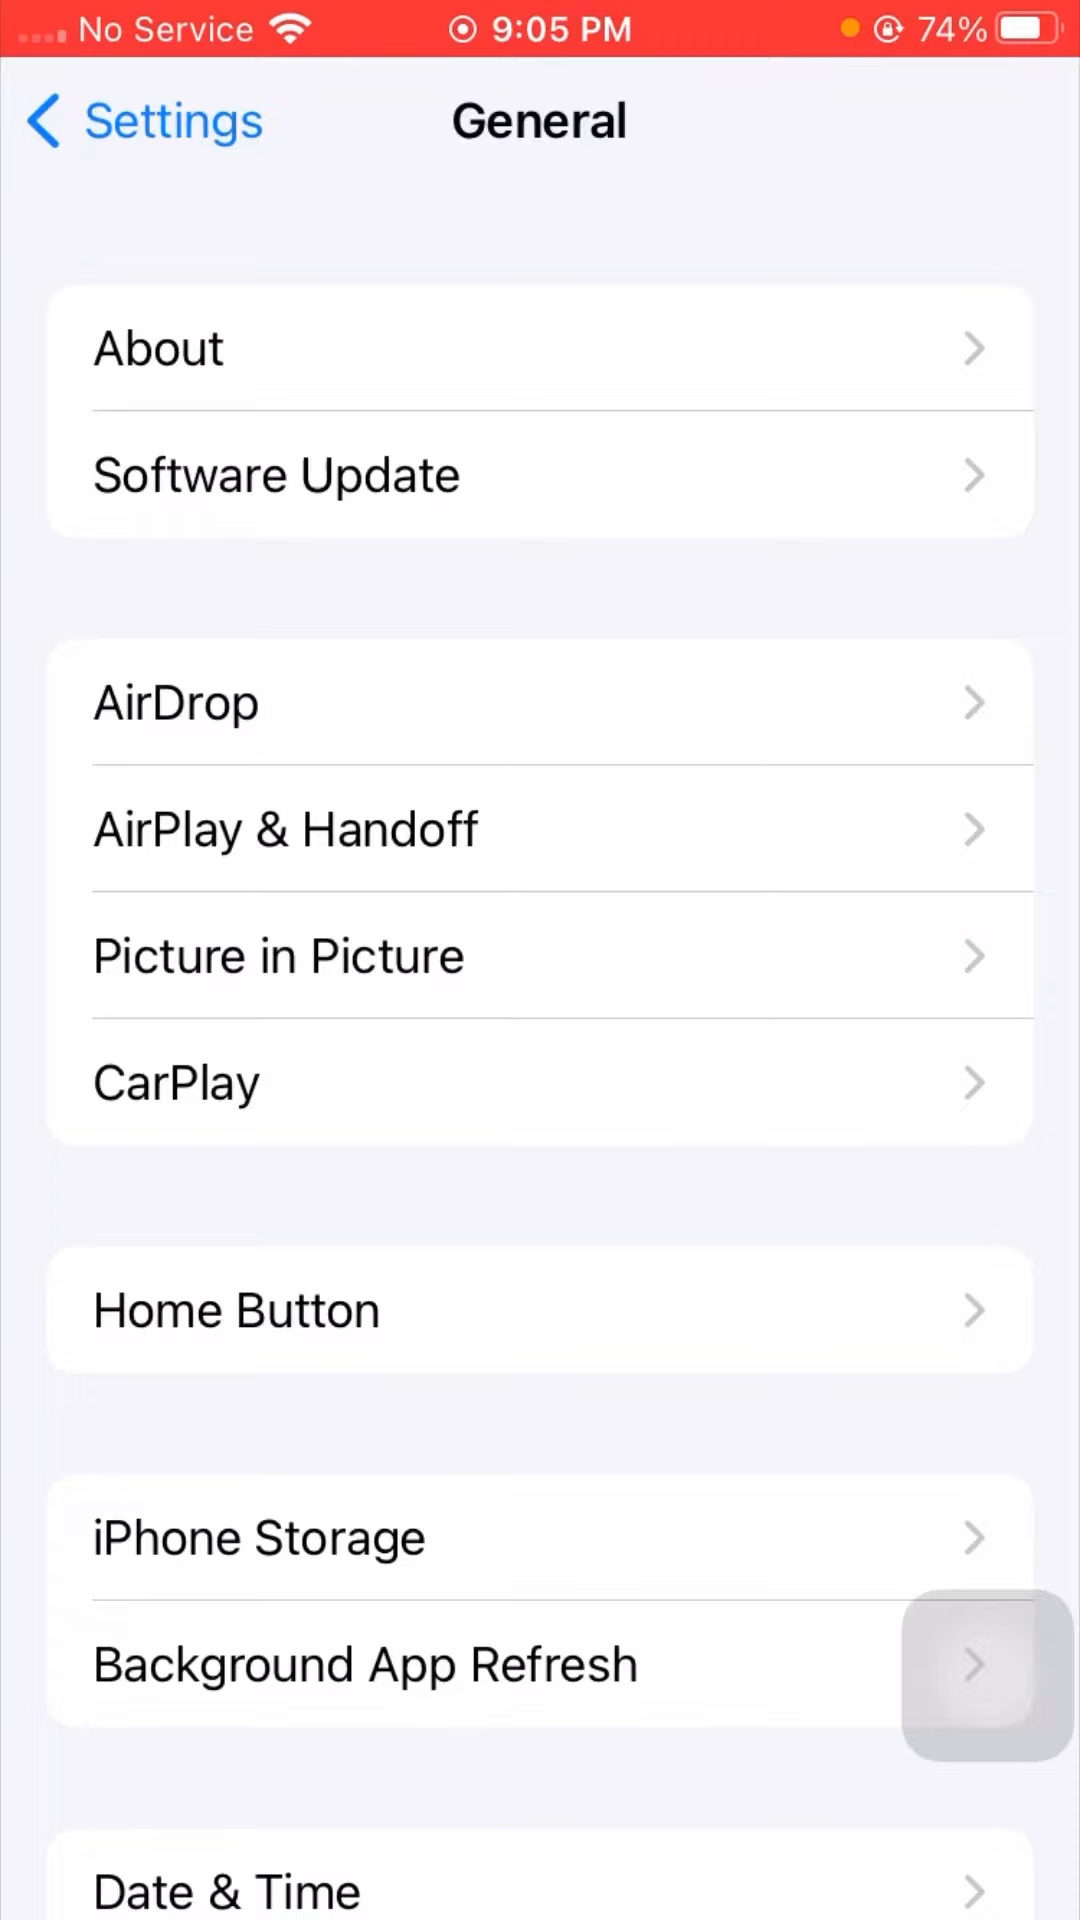 No Service 9:05 PM 74%
Settings General
About
Software Update
AirDrop
AirPlay & Handoff
Picture in Picture
CarPlay
Home Button
iPhone Storage
Background App Refresh
Date & Time